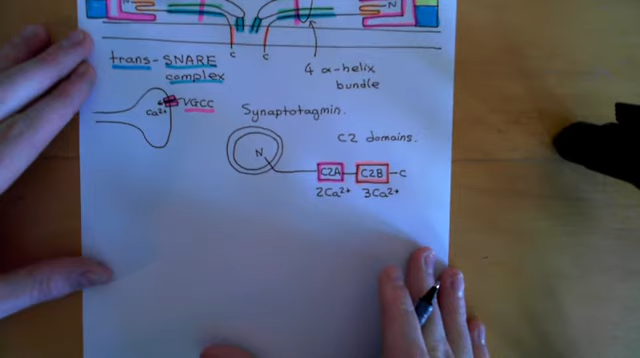 N
N
C
C
trans-SNARE
complex
4 α-helix
bundle
Ca²⁺
VGCC
Synaptotagmin.
C2 domains.
N
C2A
C2B
C
2Ca²⁺
3Ca²⁺